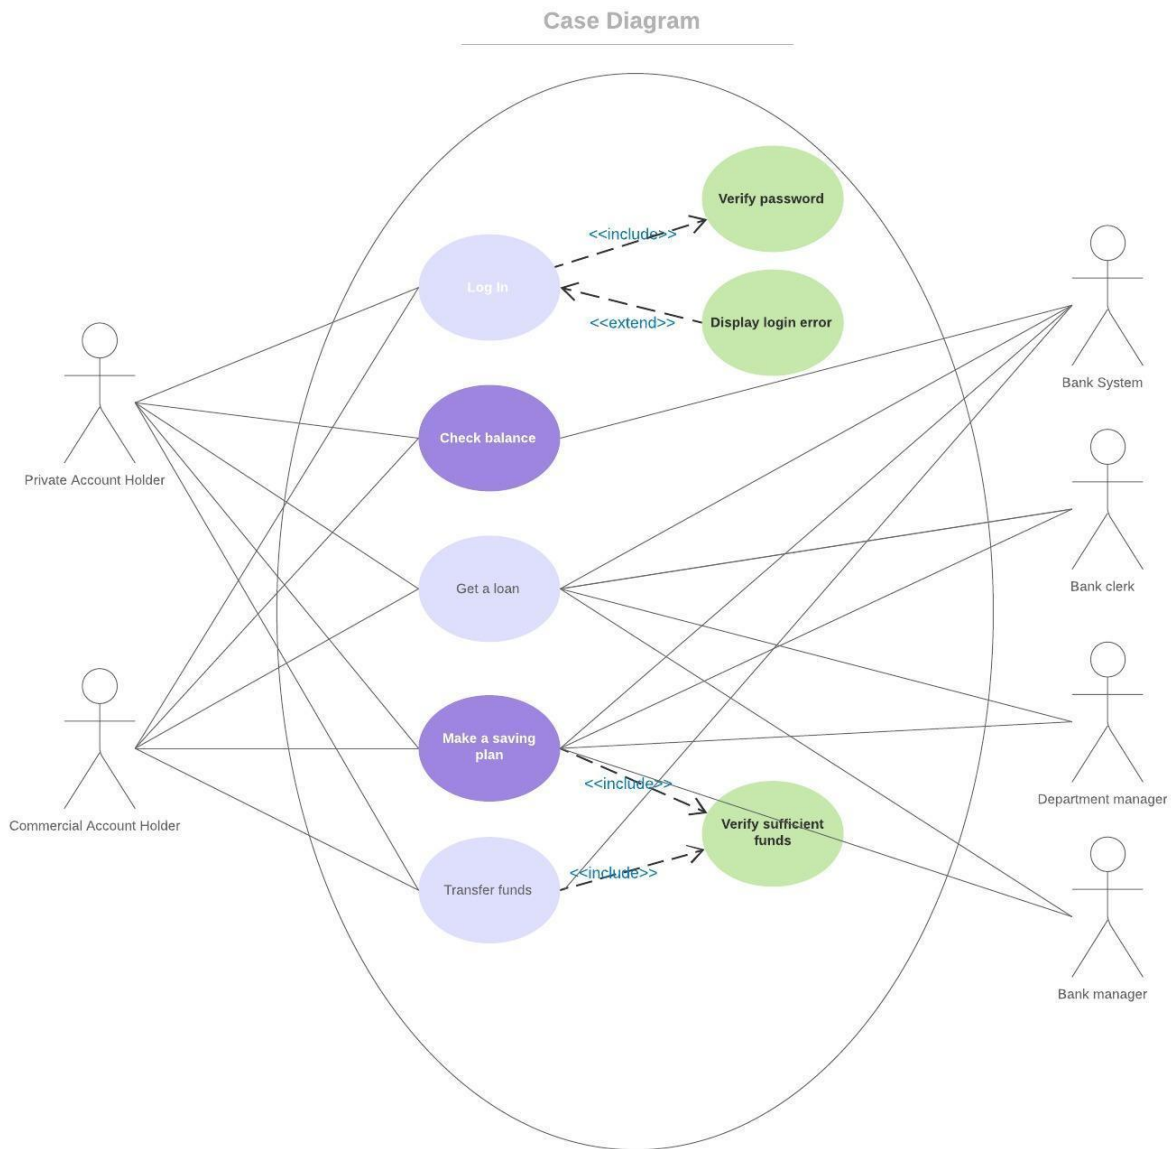 Case Diagram
Verify password
<<include>>
Log In
<<extend>>
Display login error
Bank System
Check balance
Private Account Holder
Get a loan
Bank clerk
Make a saving
plan
<<include>>
Department manager
Commercial Account Holder
Verify sufficient
funds
<<include>>
Transfer funds
Bank manager